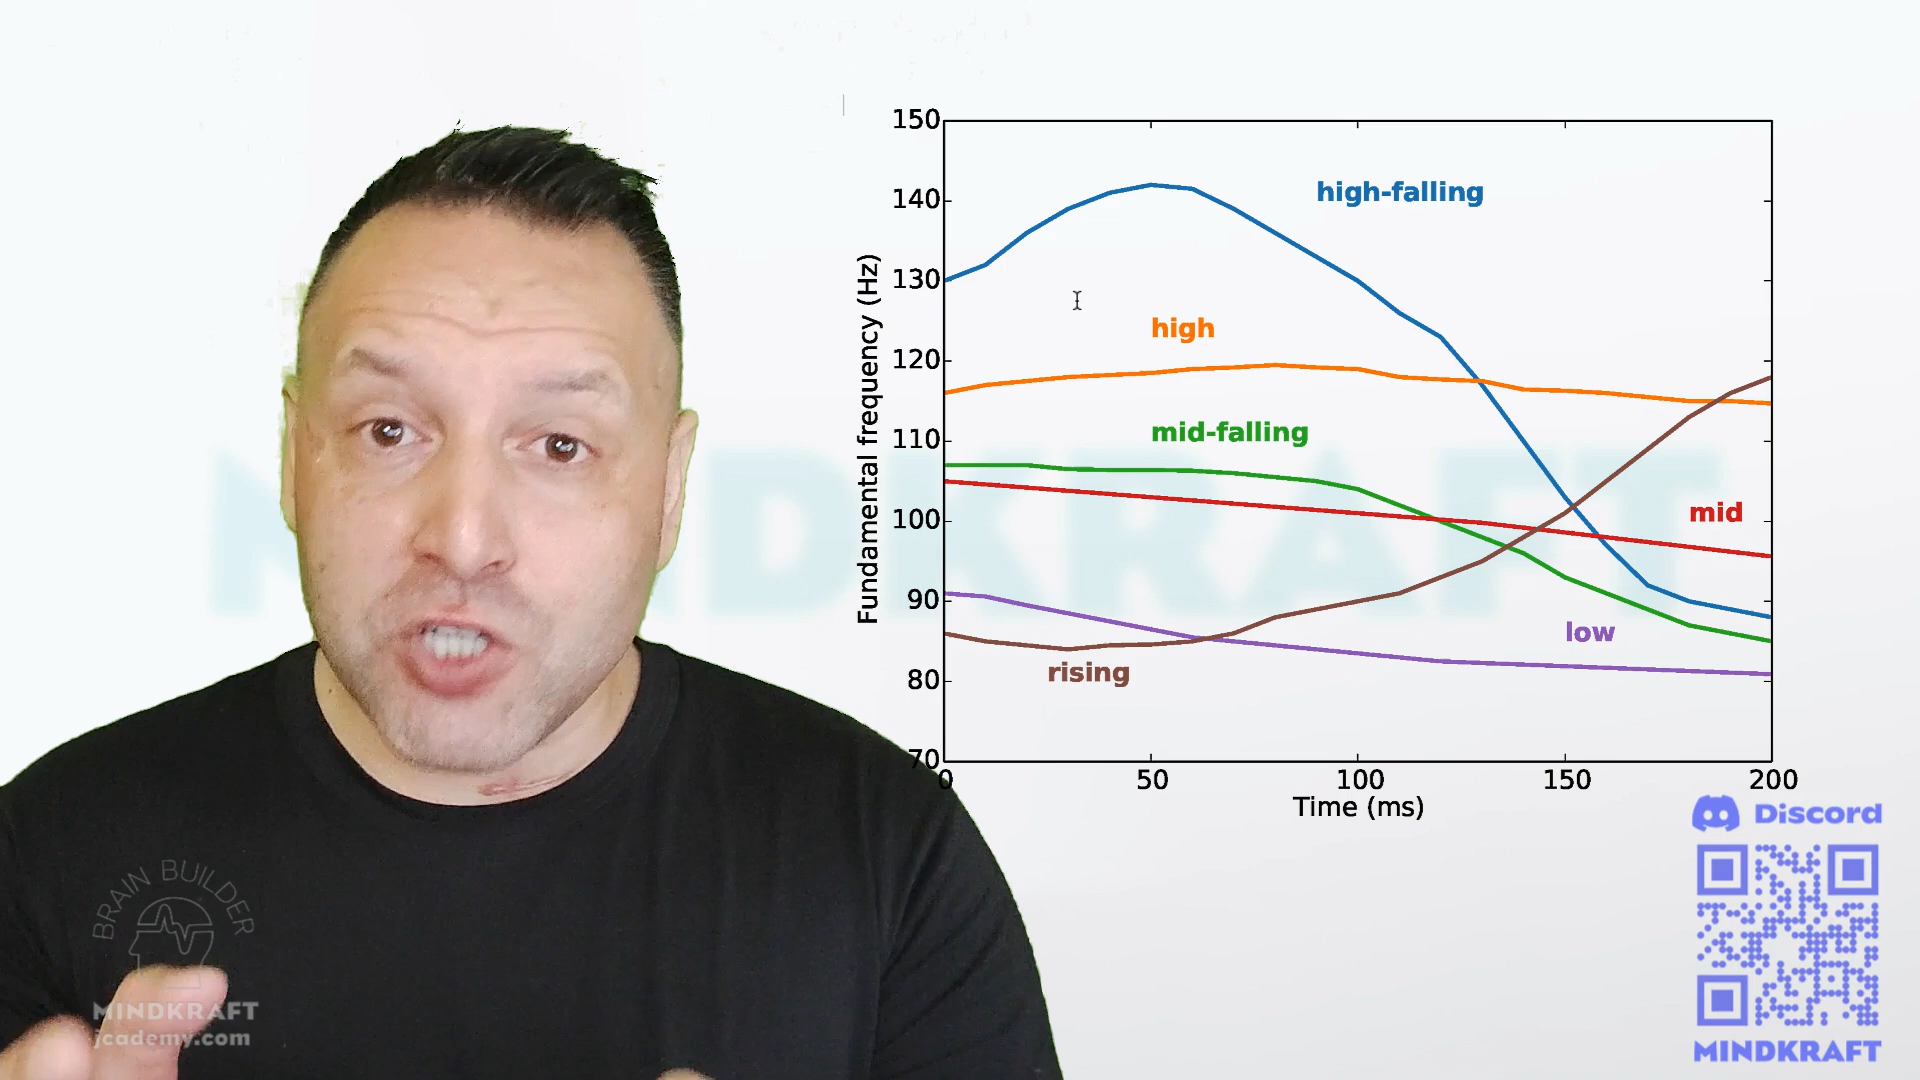 150
140
130
120
110
100
90
80
70
0
50
100
150
200
Fundamental frequency (Hz)
Time (ms)
high-falling
high
mid-falling
mid
low
rising
MINDKRAFT
BRAIN BUILDER
MINDKRAFT
jcademy.com
Discord
MINDKRAFT